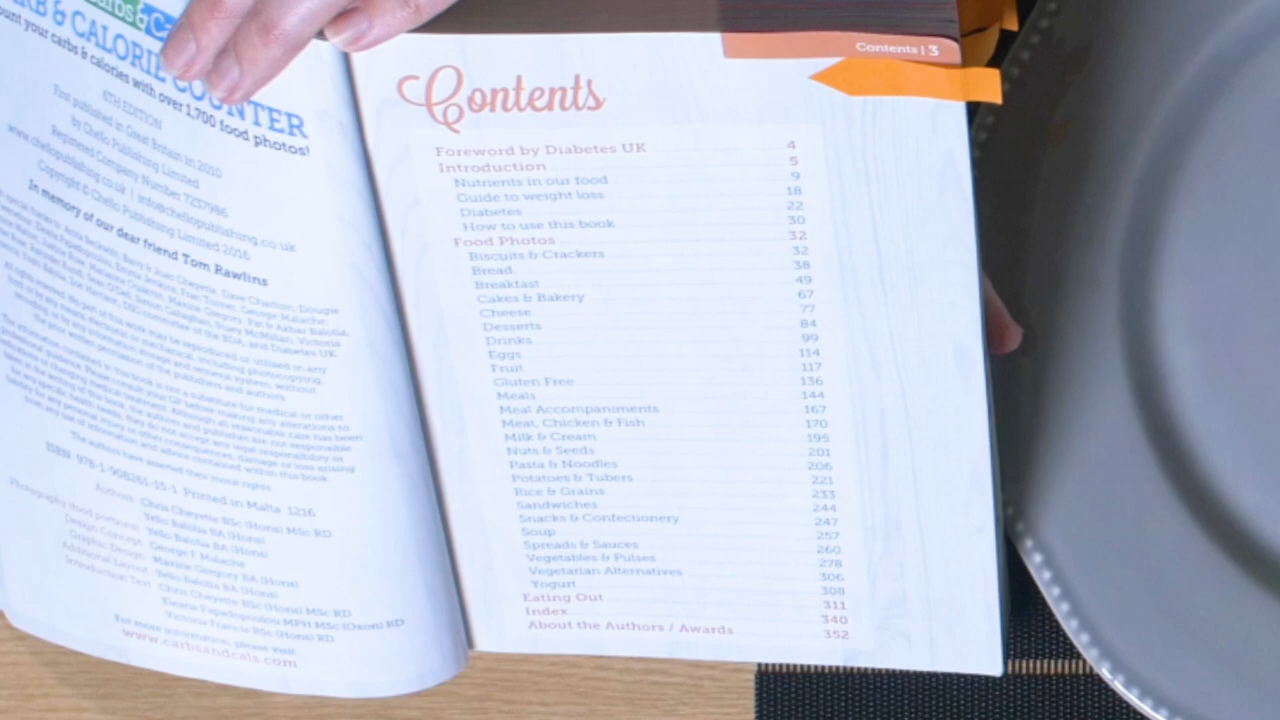 CARB & CALORIE COUNTER
count your carbs & calories with over 1,700 food photos!
6TH EDITION
First published in Great Britain in 2010
by Chello Publishing Limited
Registered Company Number 7237986
www.chellopublishing.co.uk | info@chellopublishing.co.uk
Copyright © Chello Publishing Limited 2016
In memory of our dear friend Tom Rawlins
The authors have asserted their moral rights.
ISBN 978-1-908261-15-1 Printed in Malta 1216
Authors Chris Cheyette BSc (Hons) MSc RD
Yello Balolia BA (Hons)
Photography (food portions) Yello Balolia BA (Hons)
Design Concept George F Malache
Graphic Design Maxine Gregory BA (Hons)
Additional Layout Yello Balolia BA (Hons)
Introduction Text Chris Cheyette BSc (Hons) MSc RD
Eleana Papadopoulou MPH MSc (Oxon) RD
Victoria Francis BSc (Hons) RD
For more information, please visit:
www.carbsandcals.com
Contents | 3
Contents
Foreword by Diabetes UK 4
Introduction 5
Nutrients in our food 9
Guide to weight loss 18
Diabetes 22
How to use this book 30
Food Photos 32
Biscuits & Crackers 32
Bread 38
Breakfast 49
Cakes & Bakery 67
Cheese 77
Desserts 84
Drinks 99
Eggs 114
Fruit 117
Gluten Free 136
Meals 144
Meal Accompaniments 167
Meat, Chicken & Fish 170
Milk & Cream 195
Nuts & Seeds 201
Pasta & Noodles 206
Potatoes & Tubers 221
Rice & Grains 233
Sandwiches 244
Snacks & Confectionery 247
Soup 257
Spreads & Sauces 260
Vegetables & Pulses 278
Vegetarian Alternatives 306
Yogurt 308
Eating Out 311
Index 340
About the Authors / Awards 352